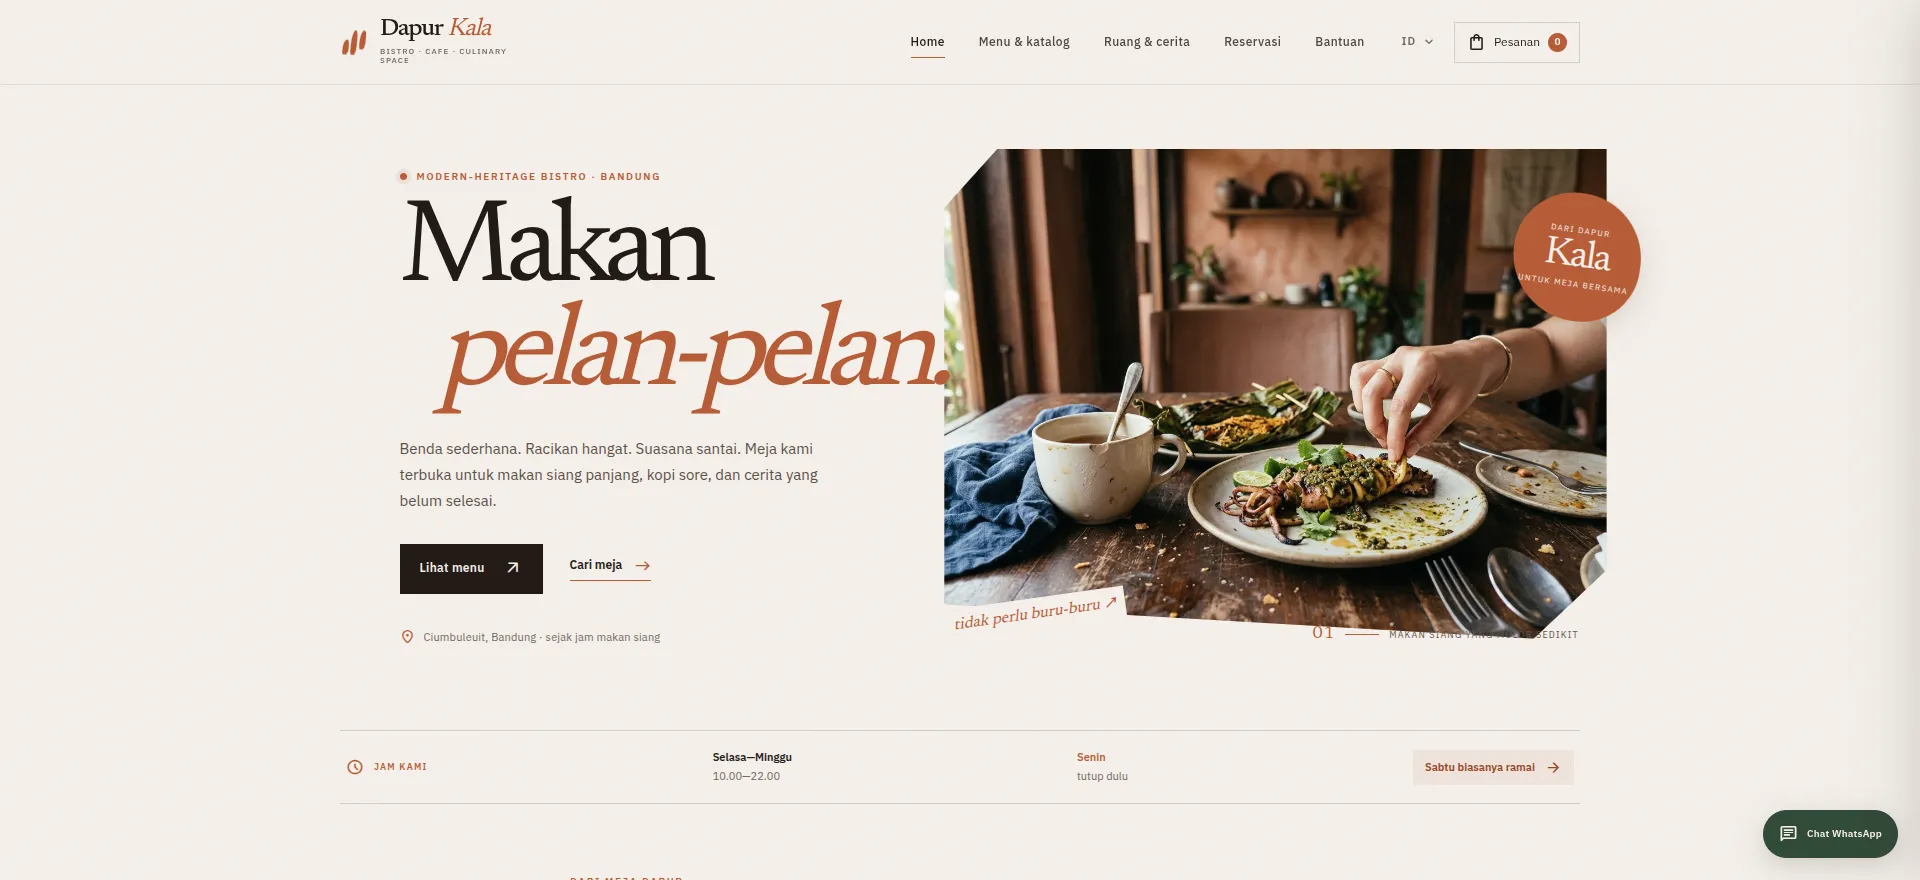 Dapur Kala
BISTRO · CAFE · CULINARY
SPACE
Home
Menu & katalog
Ruang & cerita
Reservasi
Bantuan
ID
Pesanan
0
MODERN-HERITAGE BISTRO · BANDUNG
Makan
pelan-pelan.
Benda sederhana. Racikan hangat. Suasana santai. Meja kami
terbuka untuk makan siang panjang, kopi sore, dan cerita yang
belum selesai.
Lihat menu
Cari meja →
Ciumbuleuit, Bandung · sejak jam makan siang
DARI DAPUR
Kala
UNTUK MEJA BERSAMA
tidak perlu buru-buru ↗
01
MAKAN SIANG YANG SEDIKIT
JAM KAMI
Selasa—Minggu
10.00—22.00
Senin
tutup dulu
Sabtu biasanya ramai →
Chat WhatsApp
DARI MEJA DAPUR